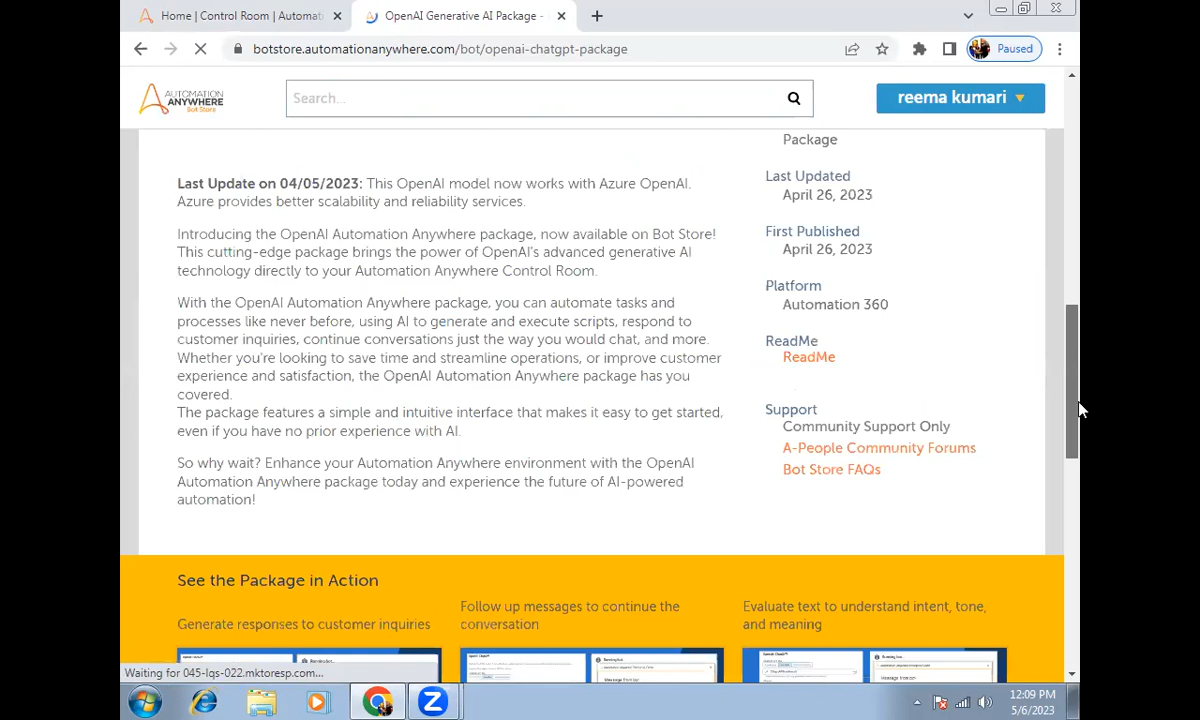 Home | Control Room | Automat
OpenAI Generative AI Package -
botstore.automationanywhere.com/bot/openai-chatgpt-package
Paused
AUTOMATION
ANYWHERE
Bot Store
Search...
reema kumari
Package
Last Update on 04/05/2023: This OpenAI model now works with Azure OpenAI.
Azure provides better scalability and reliability services.
Introducing the OpenAI Automation Anywhere package, now available on Bot Store!
This cutting-edge package brings the power of OpenAI's advanced generative AI
technology directly to your Automation Anywhere Control Room.
With the OpenAI Automation Anywhere package, you can automate tasks and
processes like never before, using AI to generate and execute scripts, respond to
customer inquiries, continue conversations just the way you would chat, and more.
Whether you're looking to save time and streamline operations, or improve customer
experience and satisfaction, the OpenAI Automation Anywhere package has you
covered.
The package features a simple and intuitive interface that makes it easy to get started,
even if you have no prior experience with AI.
So why wait? Enhance your Automation Anywhere environment with the OpenAI
Automation Anywhere package today and experience the future of AI-powered
automation!
Last Updated
April 26, 2023
First Published
April 26, 2023
Platform
Automation 360
ReadMe
ReadMe
Support
Community Support Only
A-People Community Forums
Bot Store FAQs
See the Package in Action
Generate responses to customer inquiries
Follow up messages to continue the
conversation
Evaluate text to understand intent, tone,
and meaning
Waiting for 045-lqs-022.mktoresp.com...
12:09 PM
5/6/2023